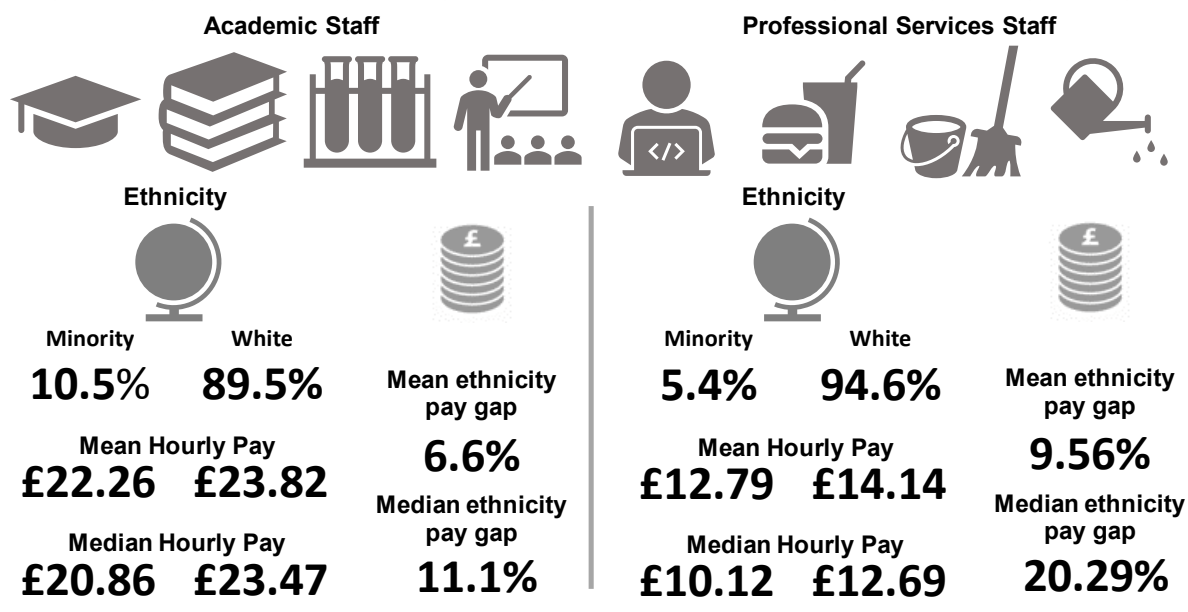 Academic Staff
Ethnicity
£
Minority White
10.5% 89.5%
Mean Hourly Pay
£22.26 £23.82
Median Hourly Pay
£20.86 £23.47
Mean ethnicity
pay gap
6.6%
Median ethnicity
pay gap
11.1%
Professional Services Staff
</>
Ethnicity
£
Minority White
5.4% 94.6%
Mean Hourly Pay
£12.79 £14.14
Median Hourly Pay
£10.12 £12.69
Mean ethnicity
pay gap
9.56%
Median ethnicity
pay gap
20.29%